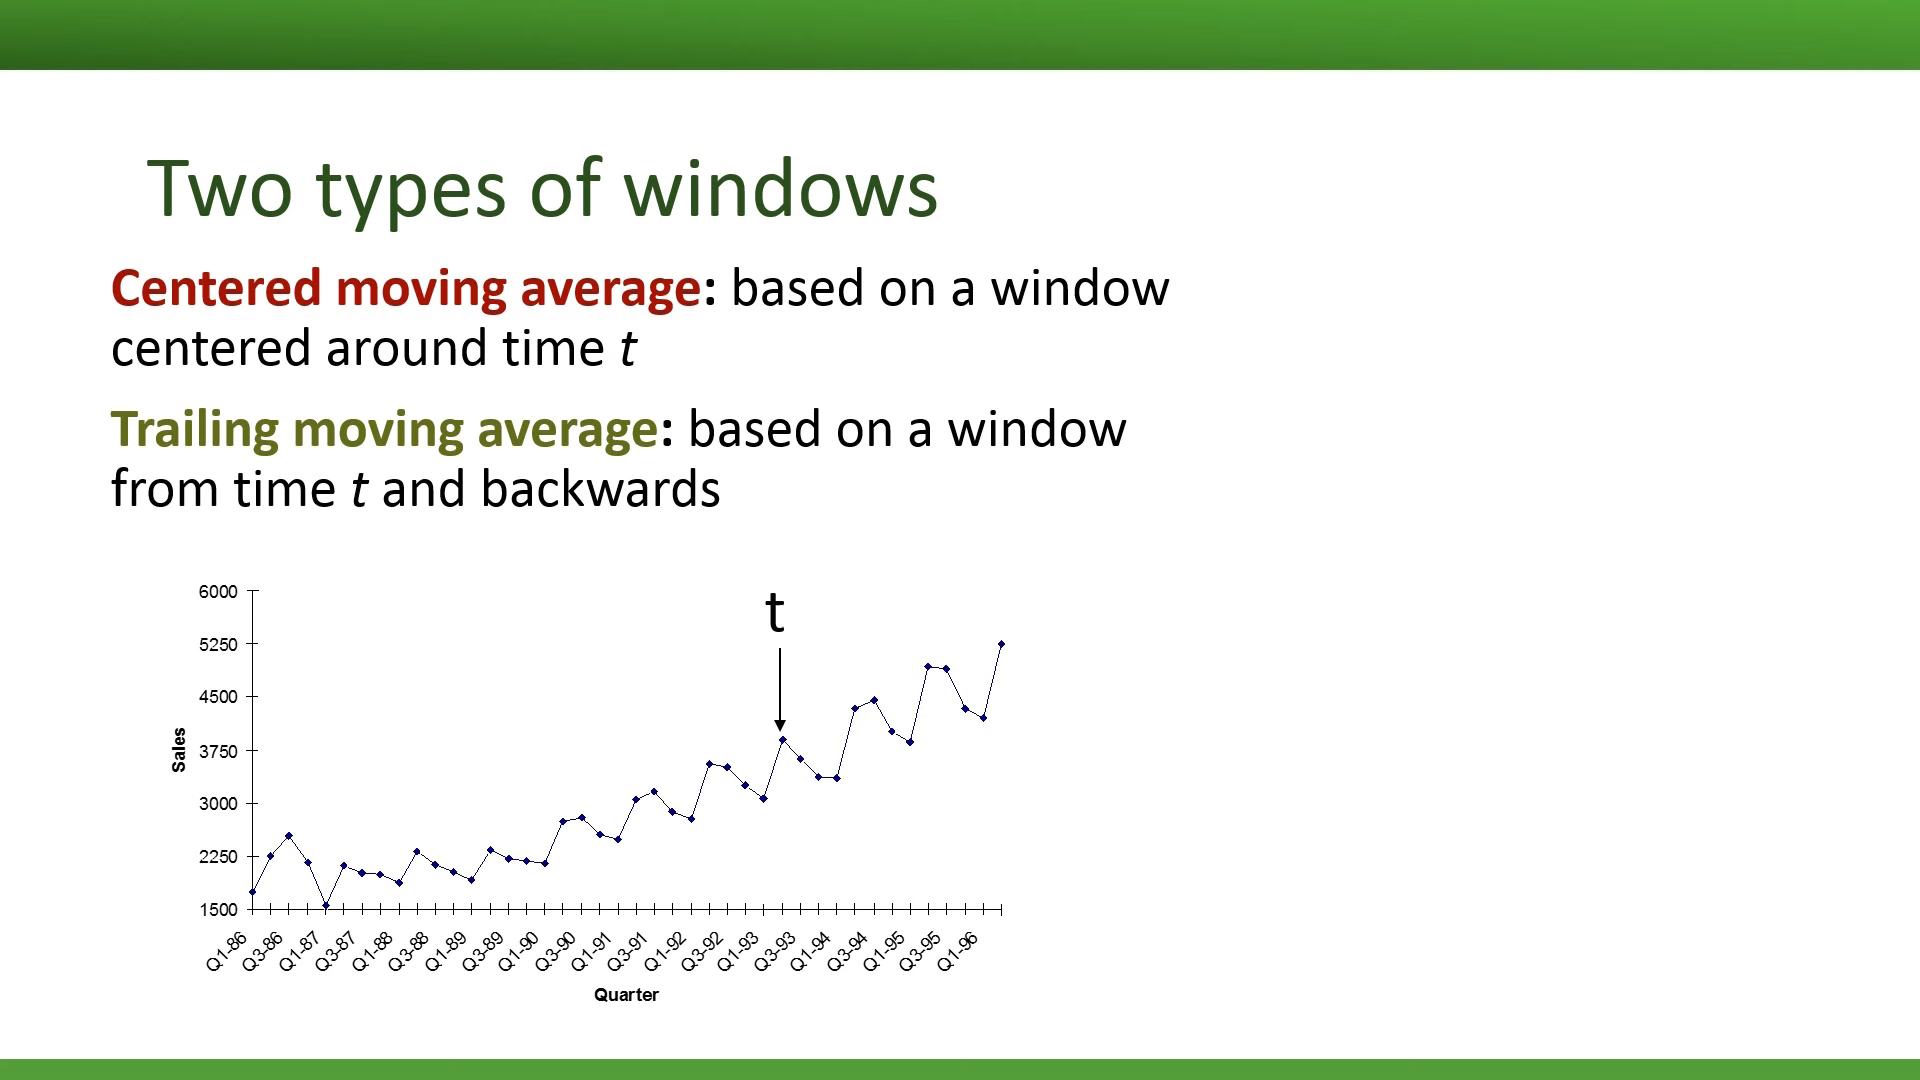 Two types of windows
Centered moving average: based on a window
centered around time t
Trailing moving average: based on a window
from time t and backwards
t
6000
5250
4500
3750
3000
2250
1500
Sales
Q1-86
Q3-86
Q1-87
Q3-87
Q1-88
Q3-88
Q1-89
Q3-89
Q1-90
Q3-90
Q1-91
Q3-91
Q1-92
Q3-92
Q1-93
Q3-93
Q1-94
Q3-94
Q1-95
Q3-95
Q1-96
Quarter